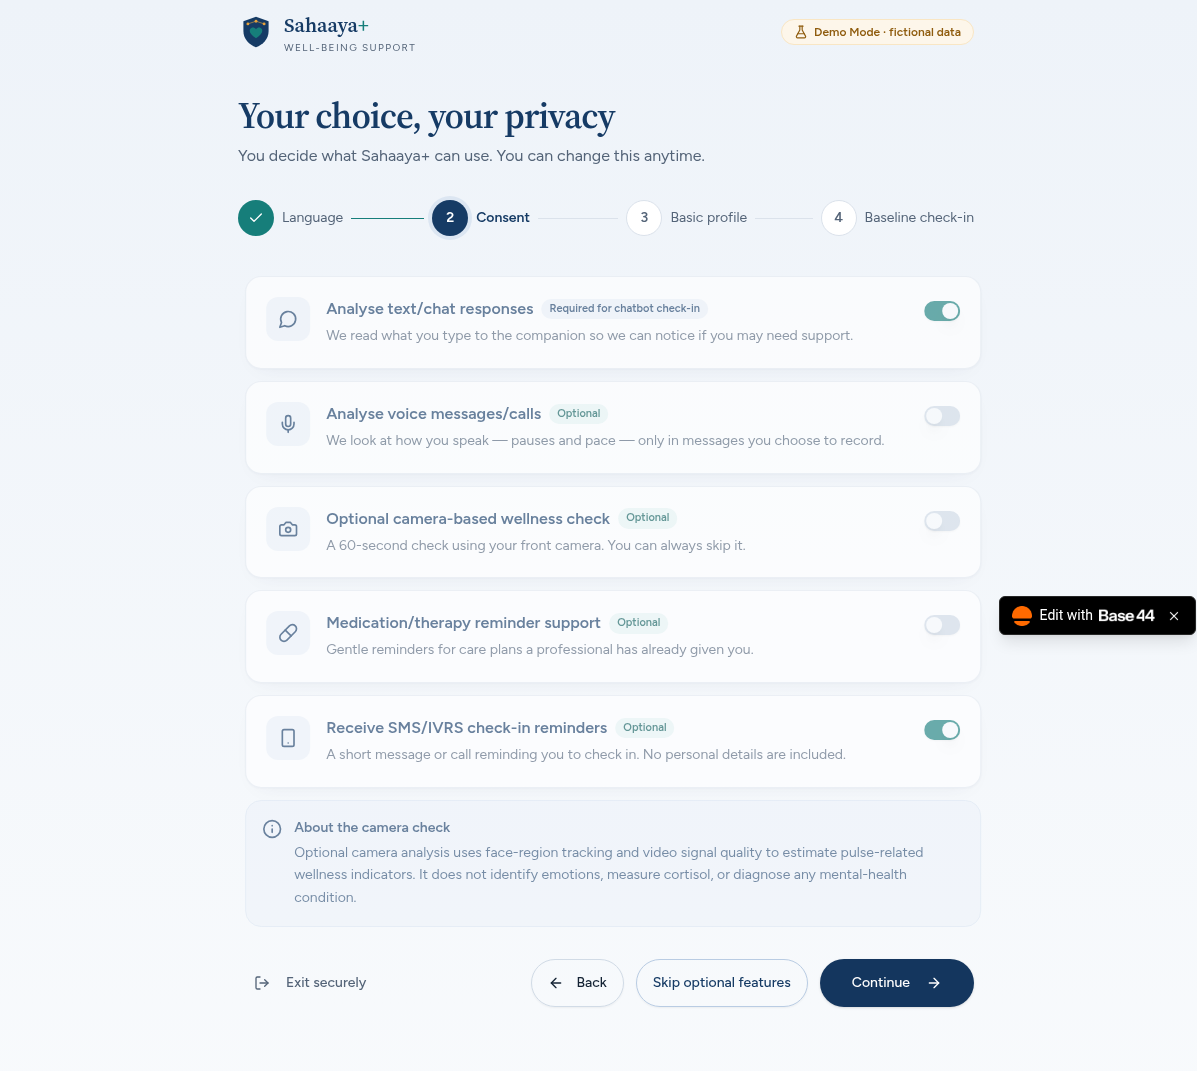 Sahaaya+
WELL-BEING SUPPORT
Demo Mode · fictional data
Your choice, your privacy
You decide what Sahaaya+ can use. You can change this anytime.
Language
2 Consent
3 Basic profile
4 Baseline check-in
Analyse text/chat responses Required for chatbot check-in
We read what you type to the companion so we can notice if you may need support.
Analyse voice messages/calls Optional
We look at how you speak — pauses and pace — only in messages you choose to record.
Optional camera-based wellness check Optional
A 60-second check using your front camera. You can always skip it.
Edit with Base44
Medication/therapy reminder support Optional
Gentle reminders for care plans a professional has already given you.
Receive SMS/IVRS check-in reminders Optional
A short message or call reminding you to check in. No personal details are included.
About the camera check
Optional camera analysis uses face-region tracking and video signal quality to estimate pulse-related
wellness indicators. It does not identify emotions, measure cortisol, or diagnose any mental-health
condition.
Exit securely
Back
Skip optional features
Continue